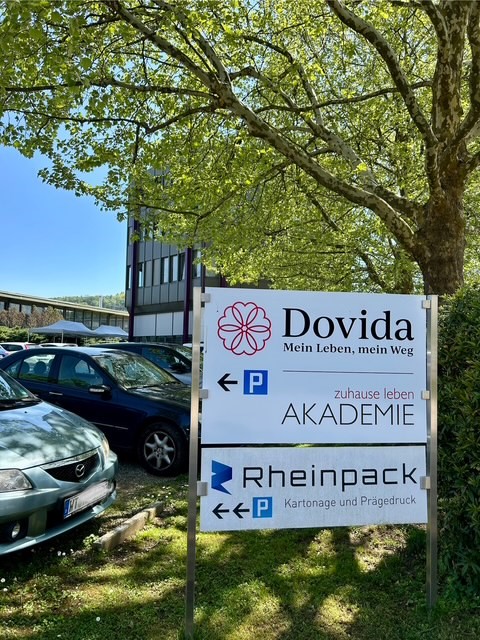 Dovida
Mein Leben, mein Weg
← P
zuhause leben
AKADEMIE
Rheinpack
Kartonage und Prägedruck
←← P